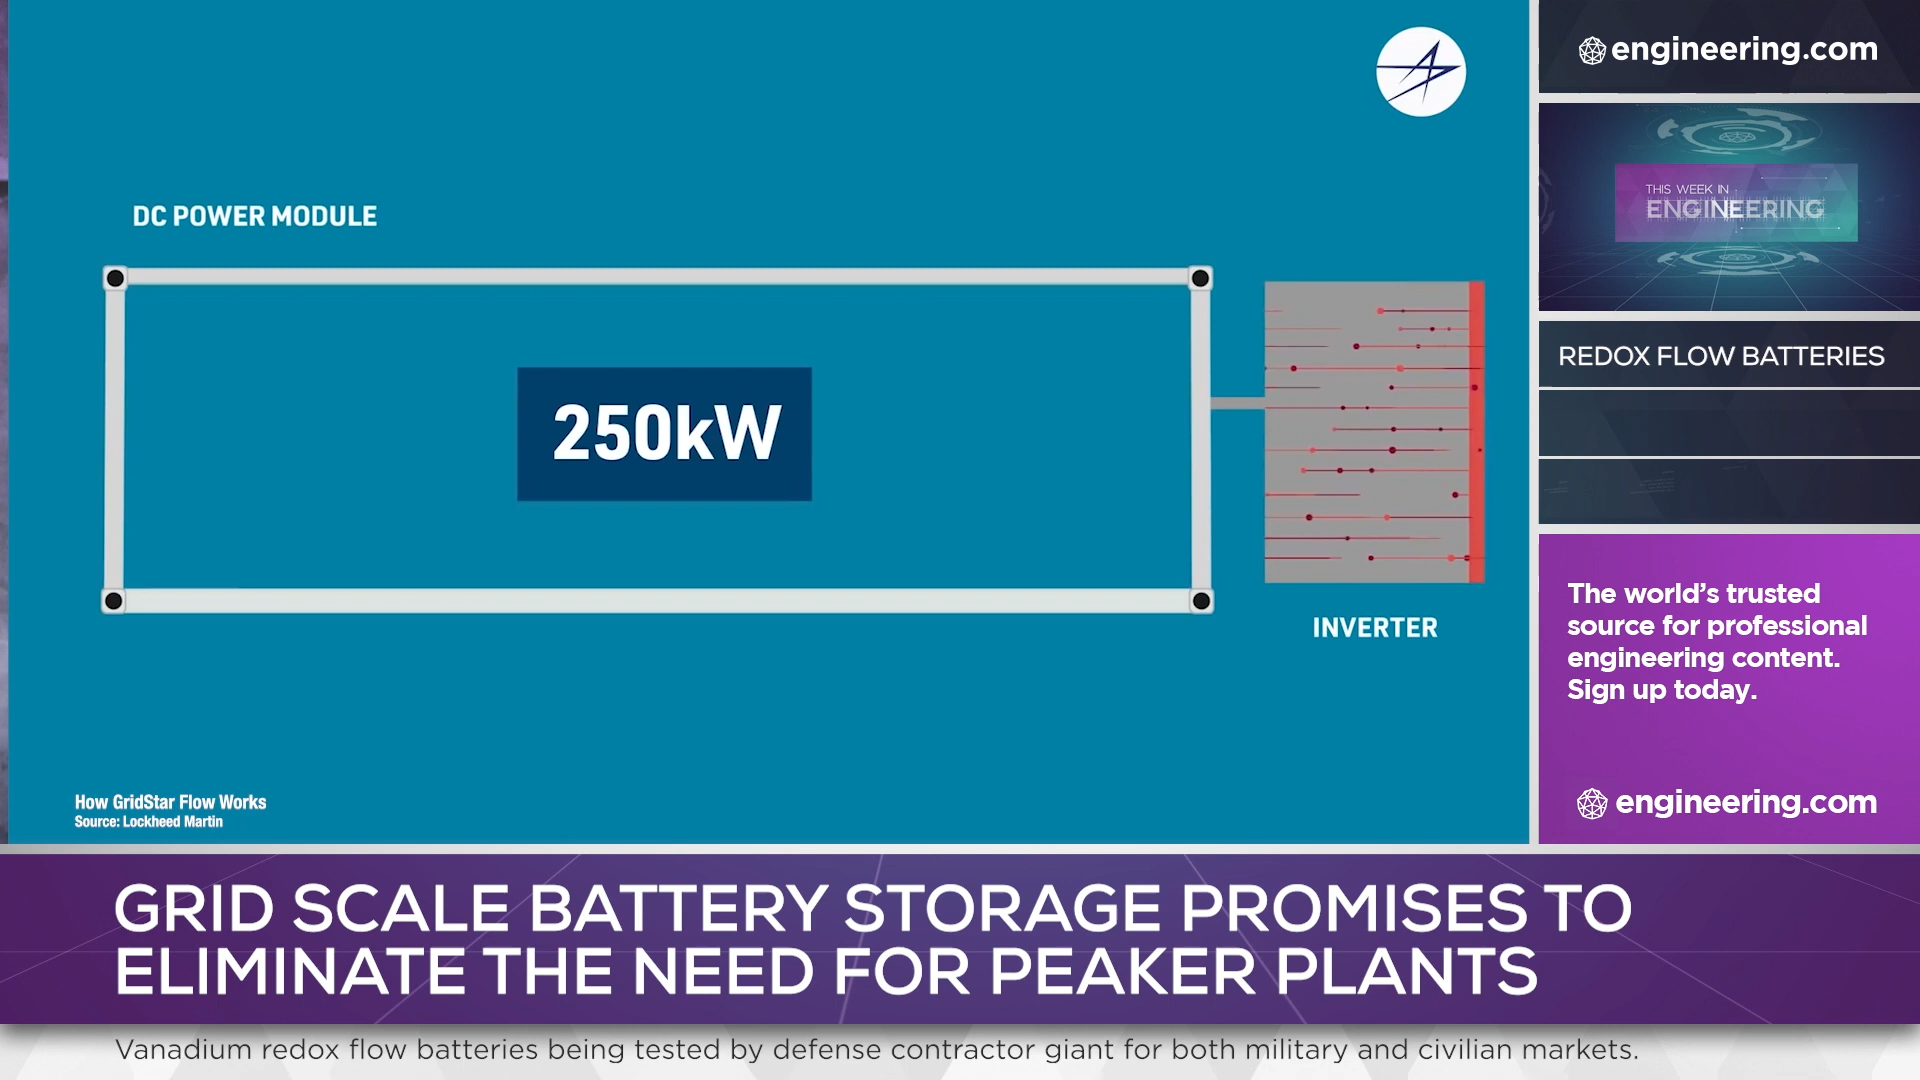 DC POWER MODULE
250kW
INVERTER
How GridStar Flow Works
Source: Lockheed Martin
engineering.com
THIS WEEK IN
ENGINEERING
REDOX FLOW BATTERIES
The world's trusted
source for professional
engineering content.
Sign up today.
engineering.com
GRID SCALE BATTERY STORAGE PROMISES TO
ELIMINATE THE NEED FOR PEAKER PLANTS
Vanadium redox flow batteries being tested by defense contractor giant for both military and civilian markets.